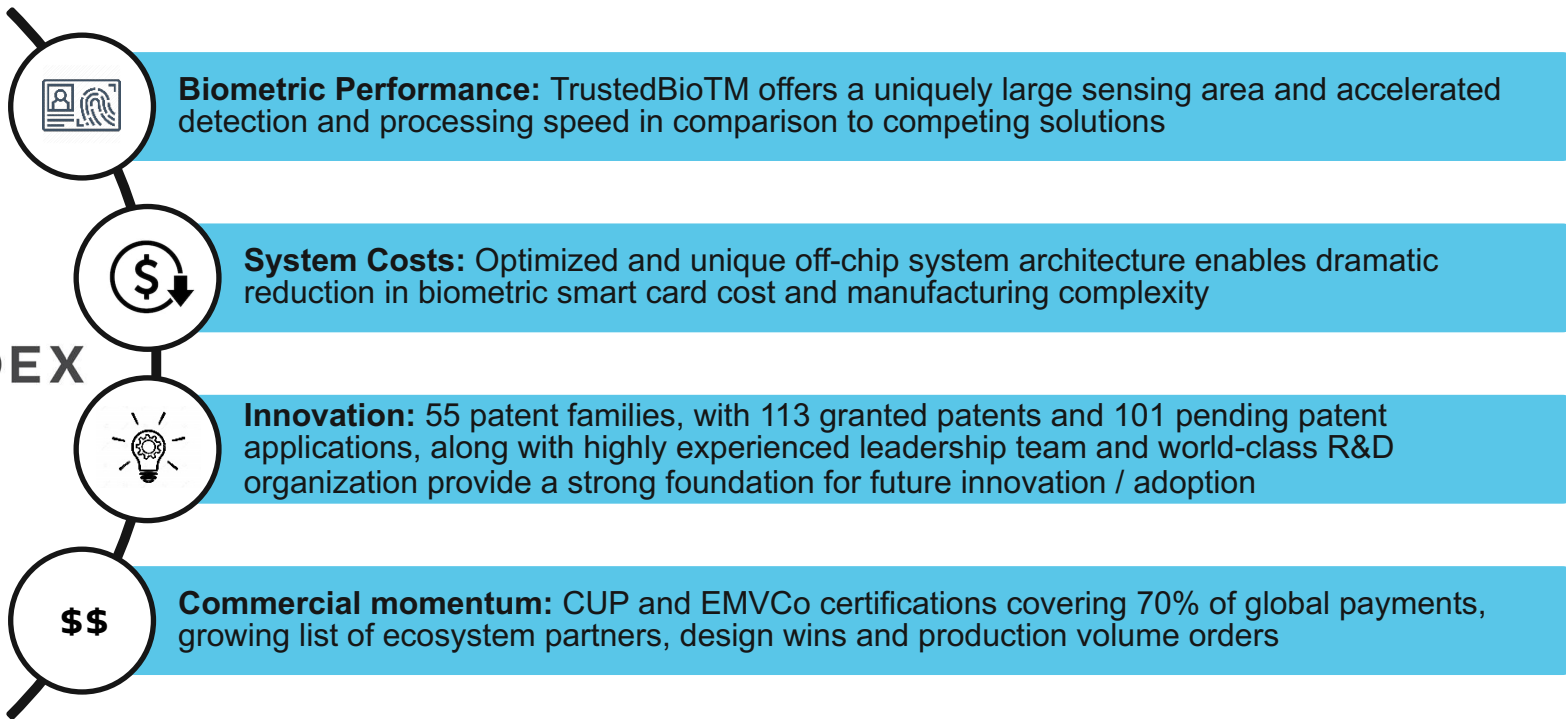 Biometric Performance: TrustedBioTM offers a uniquely large sensing area and accelerated
detection and processing speed in comparison to competing solutions
$
System Costs: Optimized and unique off-chip system architecture enables dramatic
reduction in biometric smart card cost and manufacturing complexity
EX
Innovation: 55 patent families, with 113 granted patents and 101 pending patent
applications, along with highly experienced leadership team and world-class R&D
organization provide a strong foundation for future innovation / adoption
$$
Commercial momentum: CUP and EMVCo certifications covering 70% of global payments,
growing list of ecosystem partners, design wins and production volume orders